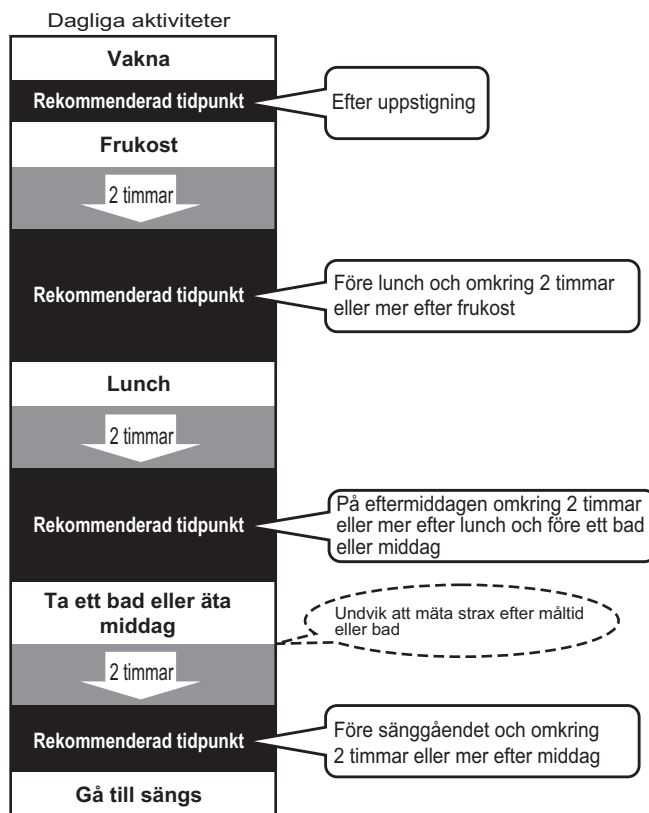 Dagliga aktiviteter
Vakna
Rekommenderad tidpunkt
Efter uppstigning
Frukost
2 timmar
Rekommenderad tidpunkt
Före lunch och omkring 2 timmar
eller mer efter frukost
Lunch
2 timmar
Rekommenderad tidpunkt
På eftermiddagen omkring 2 timmar
eller mer efter lunch och före ett bad
eller middag
Ta ett bad eller äta
middag
Undvik att mäta strax efter måltid
eller bad
2 timmar
Rekommenderad tidpunkt
Före sänggåendet och omkring
2 timmar eller mer efter middag
Gå till sängs